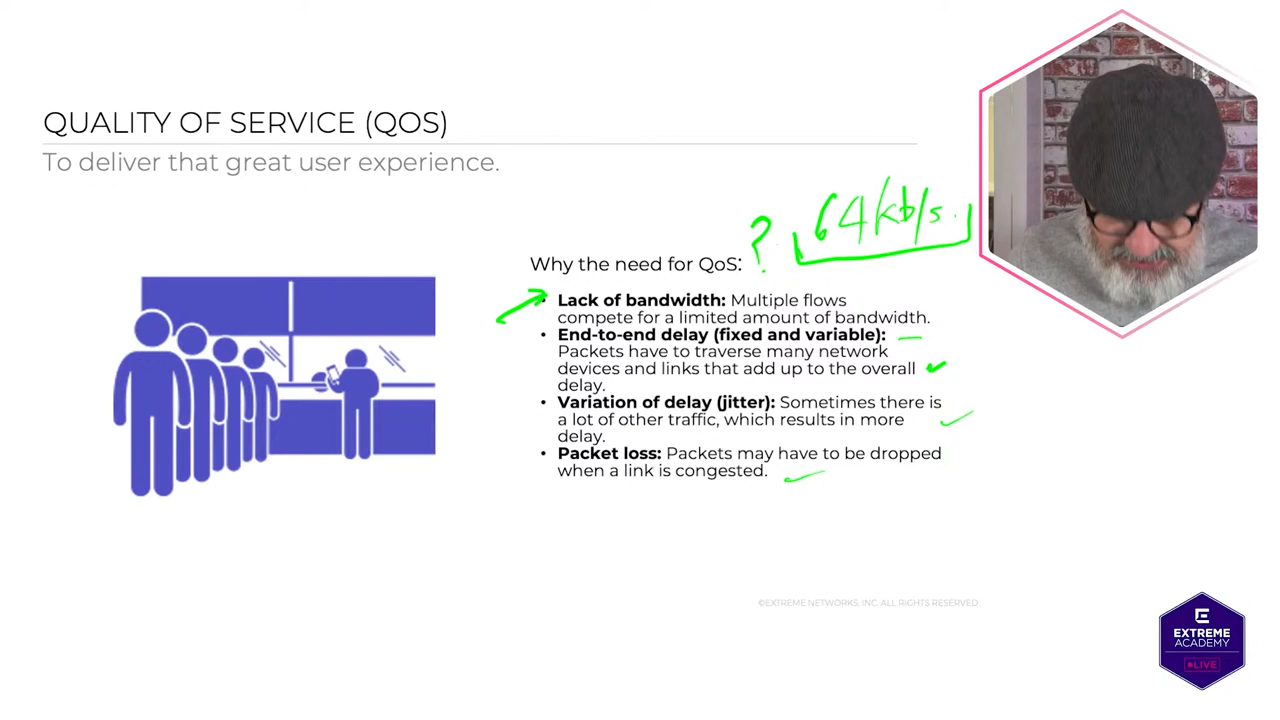 QUALITY OF SERVICE (QOS)
To deliver that great user experience.
? 64kb/s.
Why the need for QoS:
• Lack of bandwidth: Multiple flows
compete for a limited amount of bandwidth.
• End-to-end delay (fixed and variable):
Packets have to traverse many network
devices and links that add up to the overall
delay.
• Variation of delay (jitter): Sometimes there is
a lot of other traffic, which results in more
delay.
• Packet loss: Packets may have to be dropped
when a link is congested.
©EXTREME NETWORKS, INC. ALL RIGHTS RESERVED.
E
EXTREME
ACADEMY
LIVE